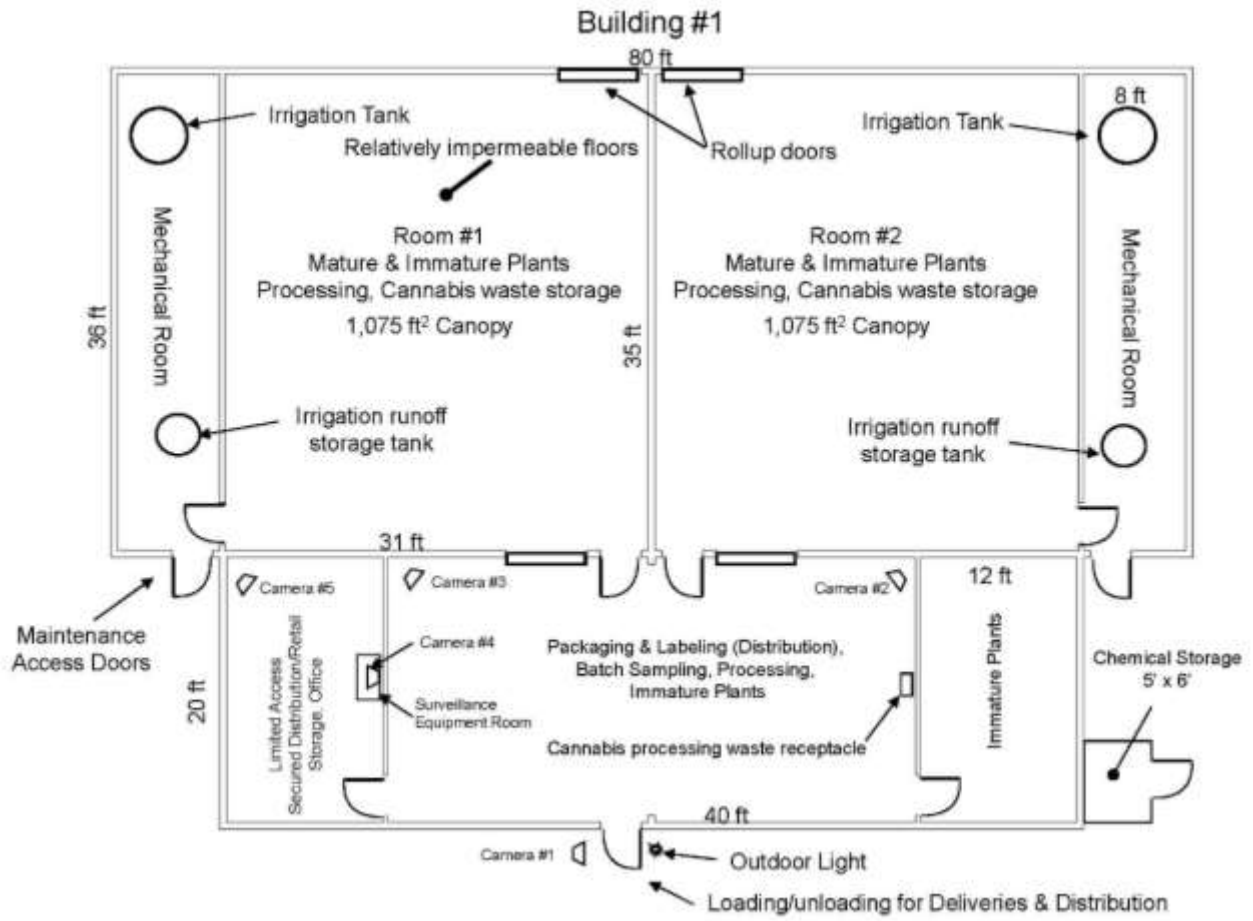 Building #1
80 ft
Irrigation Tank
Relatively impermeable floors
Rollup doors
Irrigation Tank
8 ft
Mechanical Room
Room #1
Mature & Immature Plants
Processing, Cannabis waste storage
1,075 ft² Canopy
Room #2
Mature & Immature Plants
Processing, Cannabis waste storage
1,075 ft² Canopy
Mechanical Room
36 ft
35 ft
Irrigation runoff
storage tank
Irrigation runoff
storage tank
31 ft
Camera #5
Camera #3
Camera #2
12 ft
Maintenance
Access Doors
20 ft
Limited Access
Secured Distribution/Retail
Storage, Office
Camera #4
Surveillance
Equipment Room
Packaging & Labeling (Distribution),
Batch Sampling, Processing,
Immature Plants
Cannabis processing waste receptacle
Immature Plants
Chemical Storage
5' x 6'
40 ft
Camera #1
Outdoor Light
Loading/unloading for Deliveries & Distribution